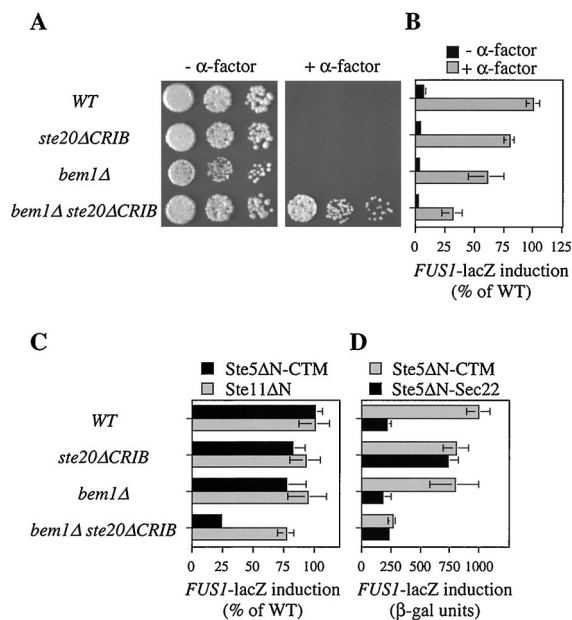 A
B
- α-factor
+ α-factor
- α-factor
+ α-factor
WT
ste20ΔCRIB
bem1Δ
bem1Δ ste20ΔCRIB
0 25 50 75 100 125
FUS1-lacZ induction
(% of WT)
C
D
Ste5ΔN-CTM
Ste11ΔN
Ste5ΔN-CTM
Ste5ΔN-Sec22
WT
ste20ΔCRIB
bem1Δ
bem1Δ ste20ΔCRIB
0 25 50 75 100
0 250 500 750 1000
FUS1-lacZ induction
(% of WT)
FUS1-lacZ induction
(β-gal units)